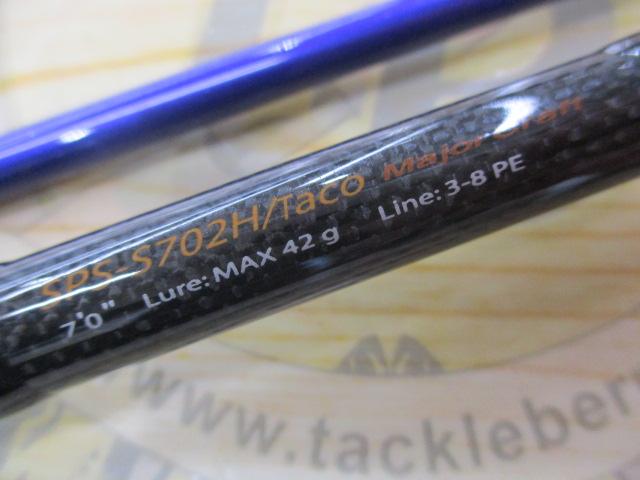 SPS-S702H/Taco Major Craft
7'0" Lure: MAX 42 g Line: 3-8 PE
www.tackleber